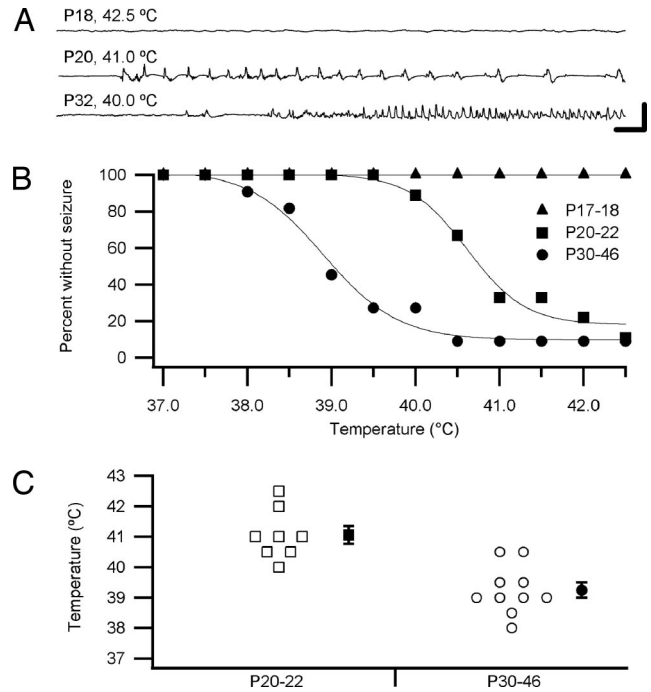 A
P18, 42.5 ºC
P20, 41.0 ºC
P32, 40.0 ºC
B
Percent without seizure
100
80
60
40
20
0
P17-18
P20-22
P30-46
37.0 38.0 39.0 40.0 41.0 42.0
Temperature (°C)
C
Temperature (ºC)
43
42
41
40
39
38
37
P20-22 P30-46